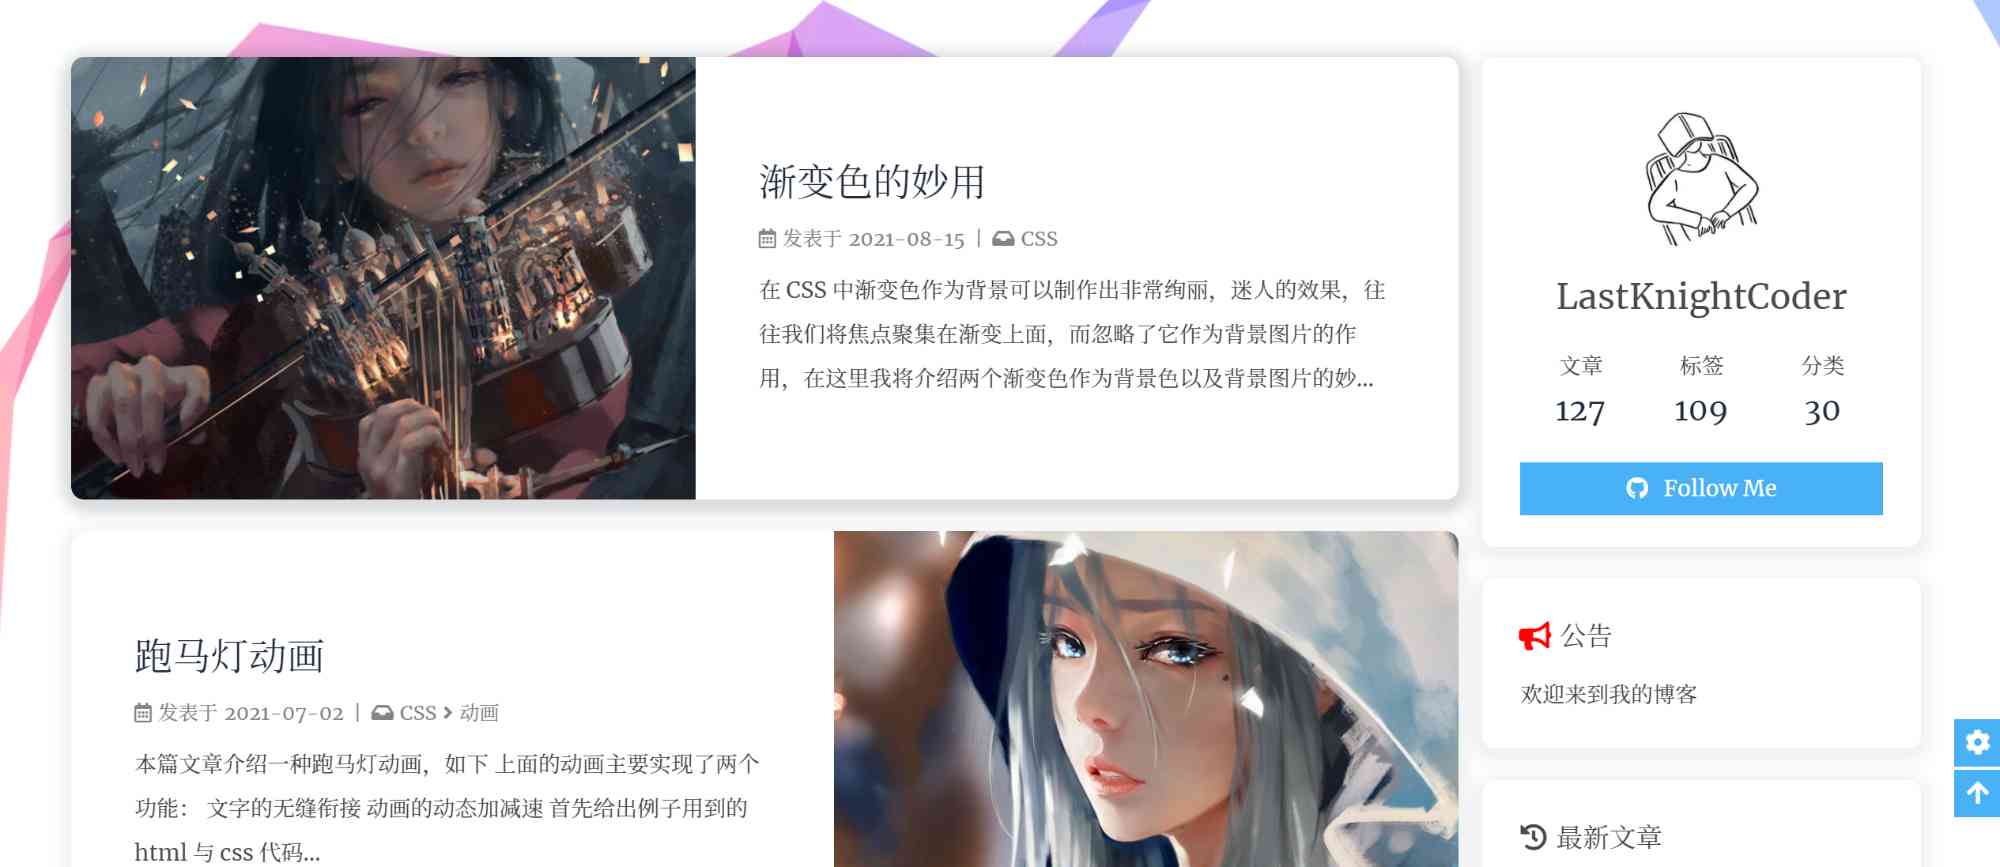 渐变色的妙用
发表于 2021-08-15 | CSS
在 CSS 中渐变色作为背景可以制作出非常绚丽，迷人的效果，往
往我们将焦点聚集在渐变上面，而忽略了它作为背景图片的作
用，在这里我将介绍两个渐变色作为背景色以及背景图片的妙...
跑马灯动画
发表于 2021-07-02 | CSS > 动画
本篇文章介绍一种跑马灯动画，如下 上面的动画主要实现了两个
功能： 文字的无缝衔接 动画的动态加减速 首先给出例子用到的
html 与 css 代码...
LastKnightCoder
文章 标签 分类
127 109 30
Follow Me
公告
欢迎来到我的博客
最新文章